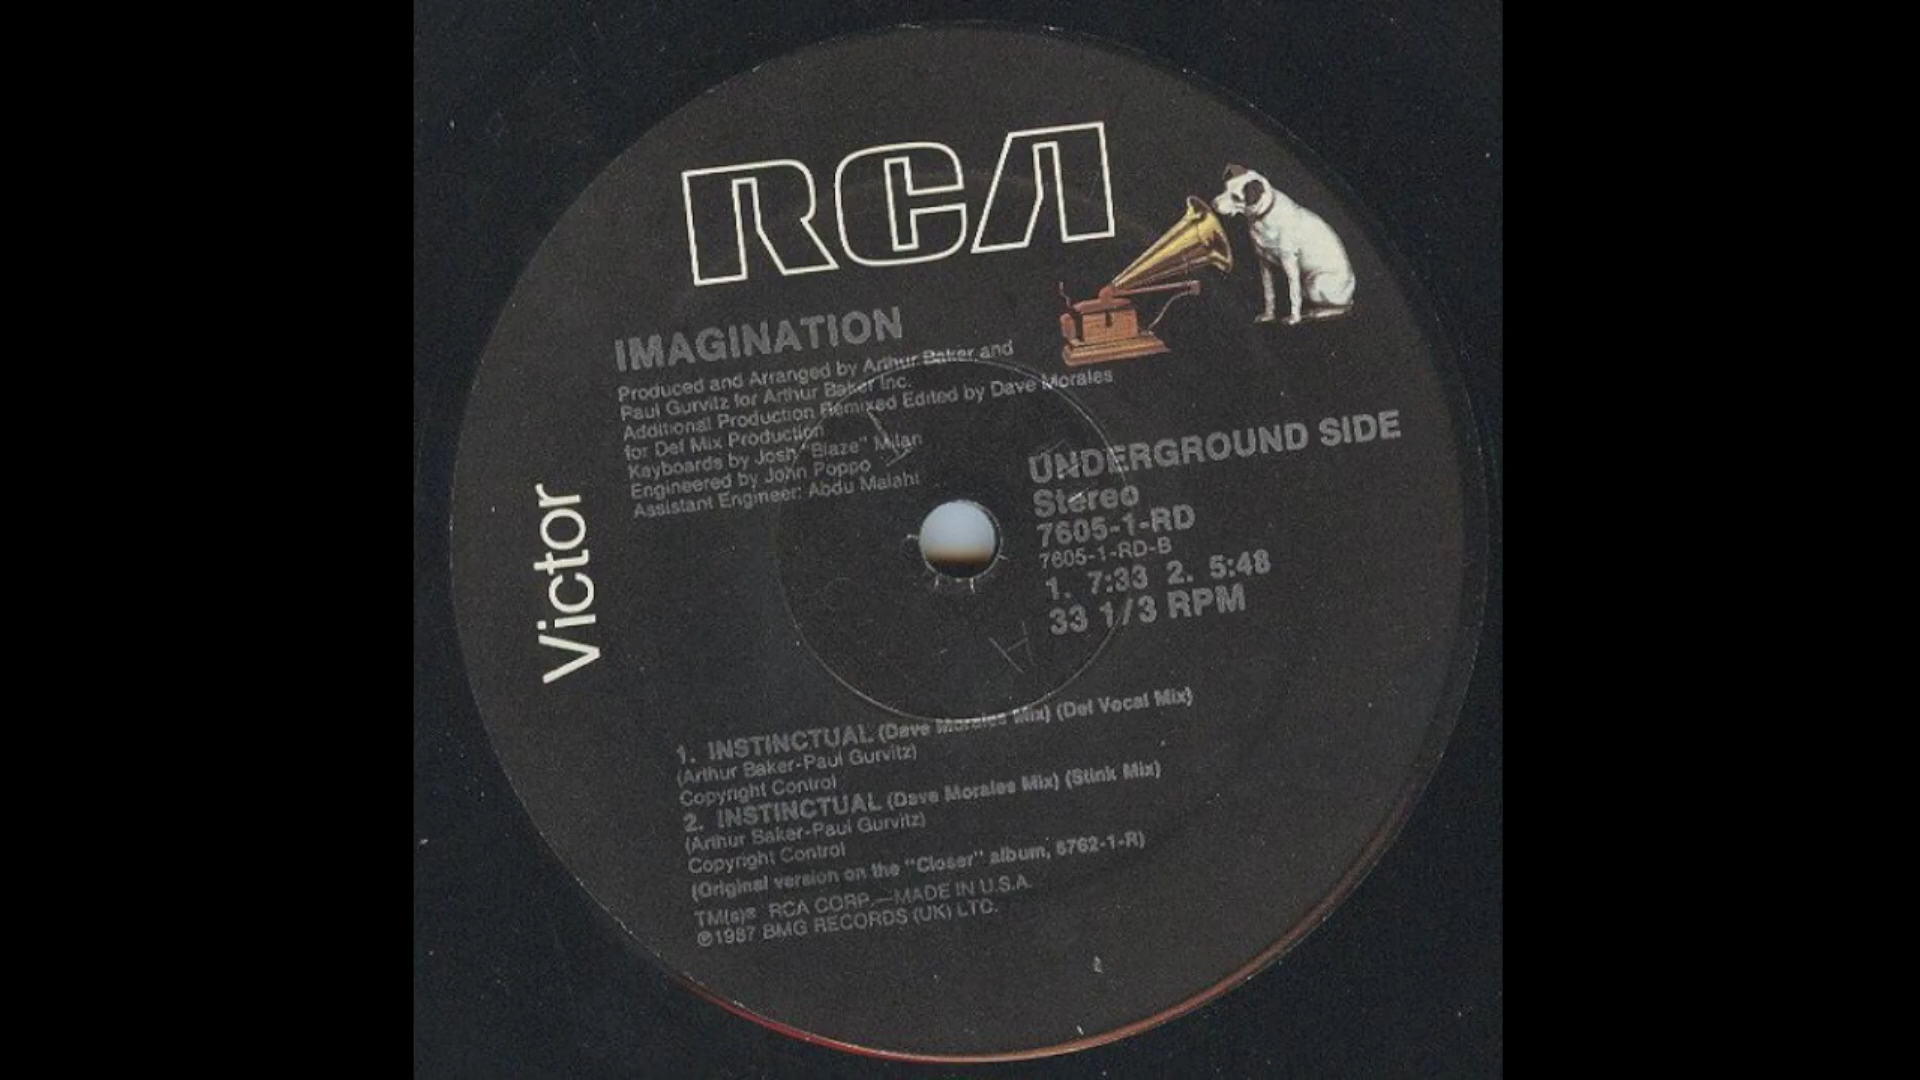 RCA
Victor
IMAGINATION
Produced and Arranged by Arthur Baker and
Paul Gurvitz for Arthur Baker Inc.
Additional Production Remixed Edited by Dave Morales
for Def Mix Production
Keyboards by Josh "Blaze" Milan
Engineered by John Poppo
Assistant Engineer: Abdu Malahi
UNDERGROUND SIDE
Stereo
7605-1-RD
7605-1-RD-B
1. 7:33 2. 5:48
33 1/3 RPM
1. INSTINCTUAL (Dave Morales Mix) (Def Vocal Mix)
(Arthur Baker-Paul Gurvitz)
Copyright Control
2. INSTINCTUAL (Dave Morales Mix) (Stink Mix)
(Arthur Baker-Paul Gurvitz)
Copyright Control
(Original version on the "Closer" album, 6762-1-R)
TM(s)® RCA CORP.—MADE IN U.S.A.
℗1987 BMG RECORDS (UK) LTD.